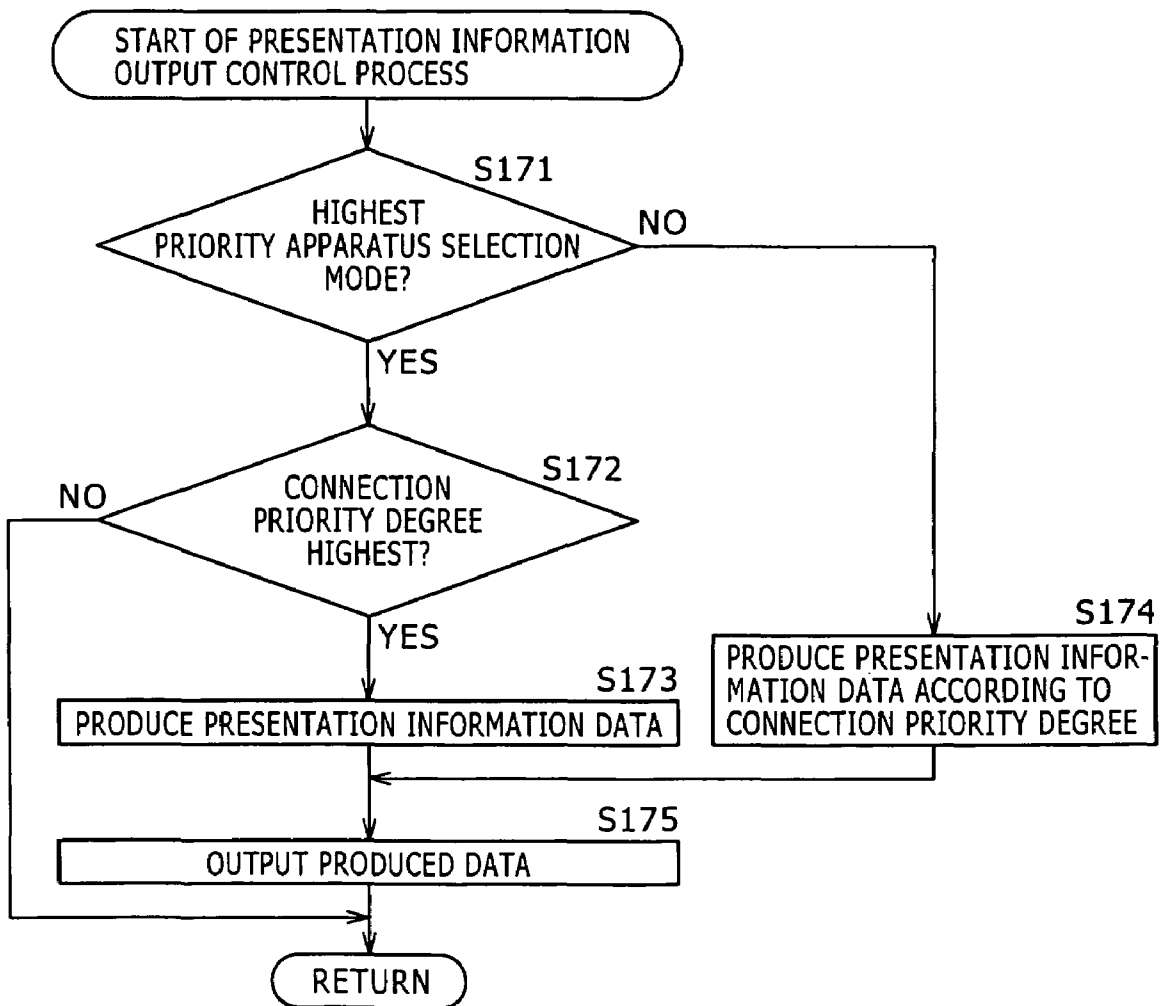 START OF PRESENTATION INFORMATION
OUTPUT CONTROL PROCESS
S171
HIGHEST
PRIORITY APPARATUS SELECTION
MODE?
NO
YES
S172
CONNECTION
PRIORITY DEGREE
HIGHEST?
NO
YES
S173
PRODUCE PRESENTATION INFORMATION DATA
S174
PRODUCE PRESENTATION INFOR-
MATION DATA ACCORDING TO
CONNECTION PRIORITY DEGREE
S175
OUTPUT PRODUCED DATA
RETURN